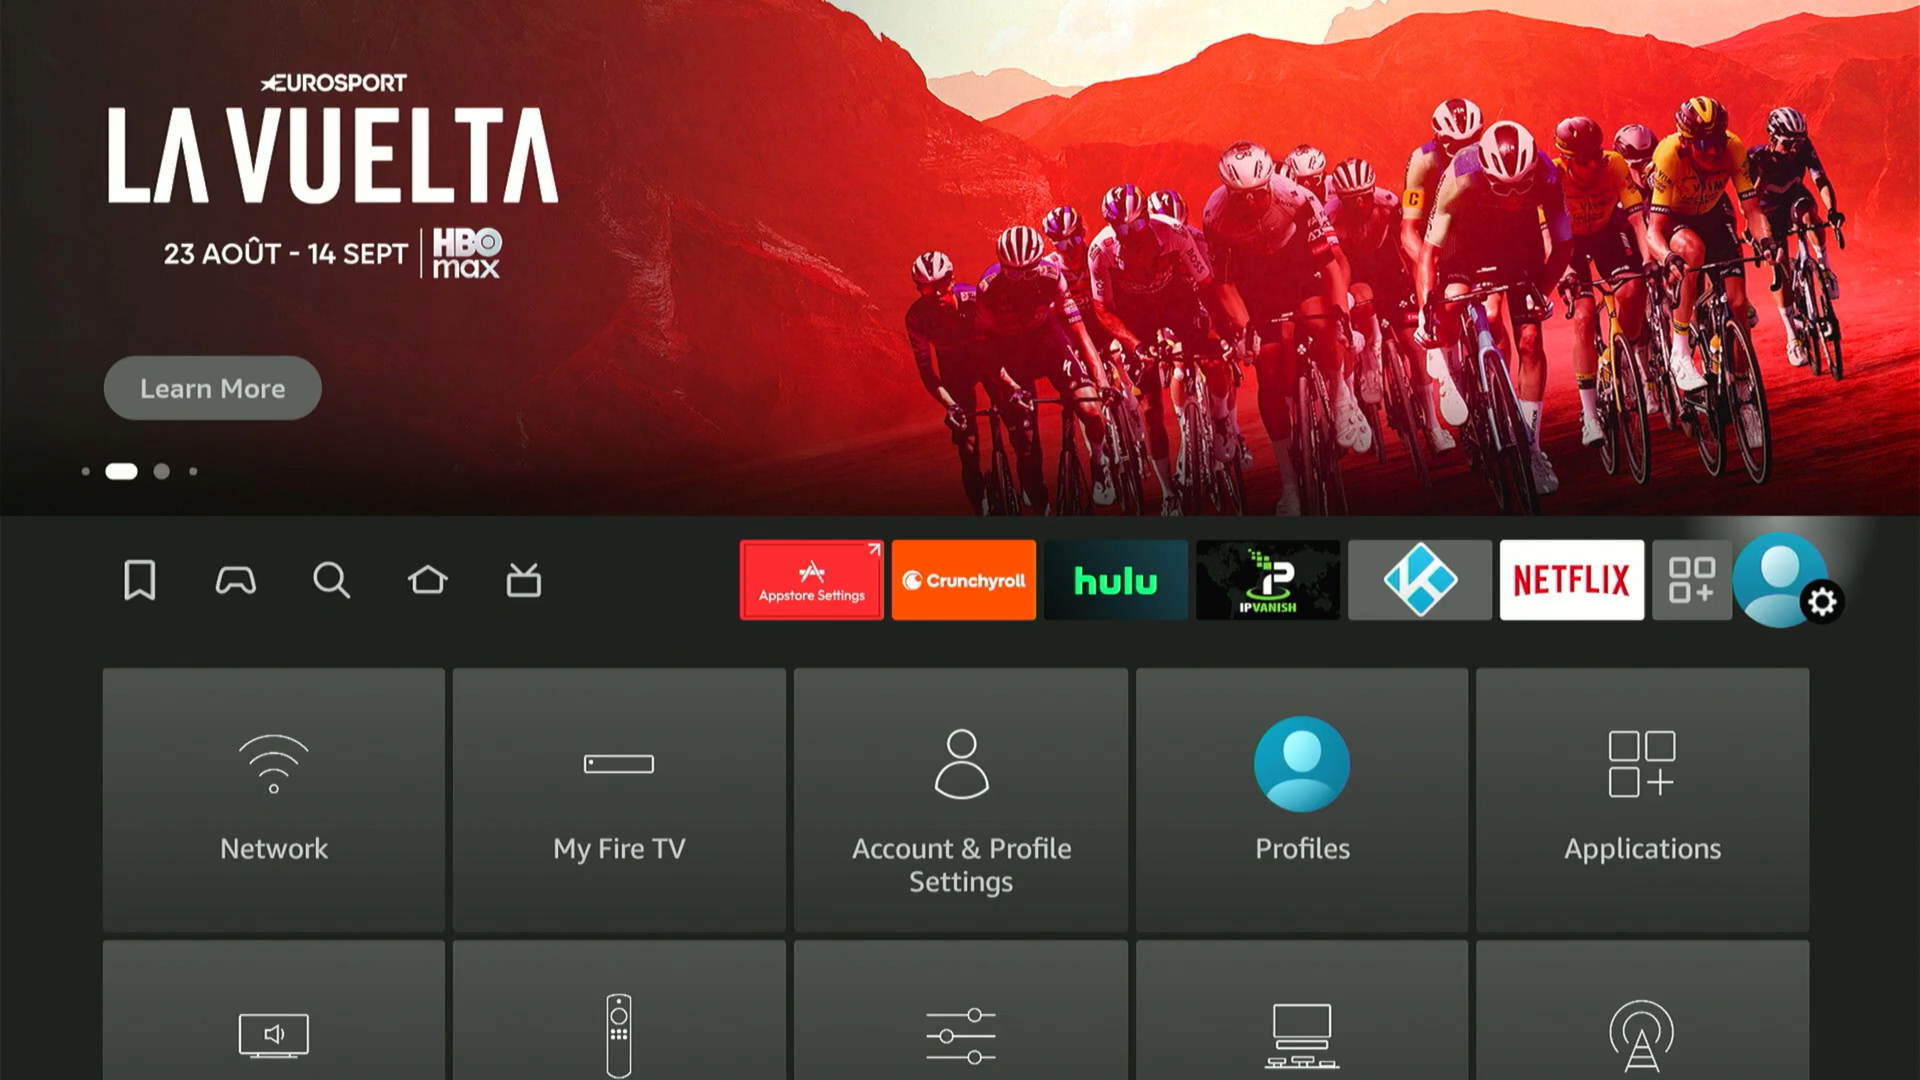 EUROSPORT
LA VUELTA
23 AOÛT - 14 SEPT
HBO
max
Learn More
Appstore Settings
Crunchyroll
hulu
IPVANISH
NETFLIX
Network
My Fire TV
Account & Profile
Settings
Profiles
Applications